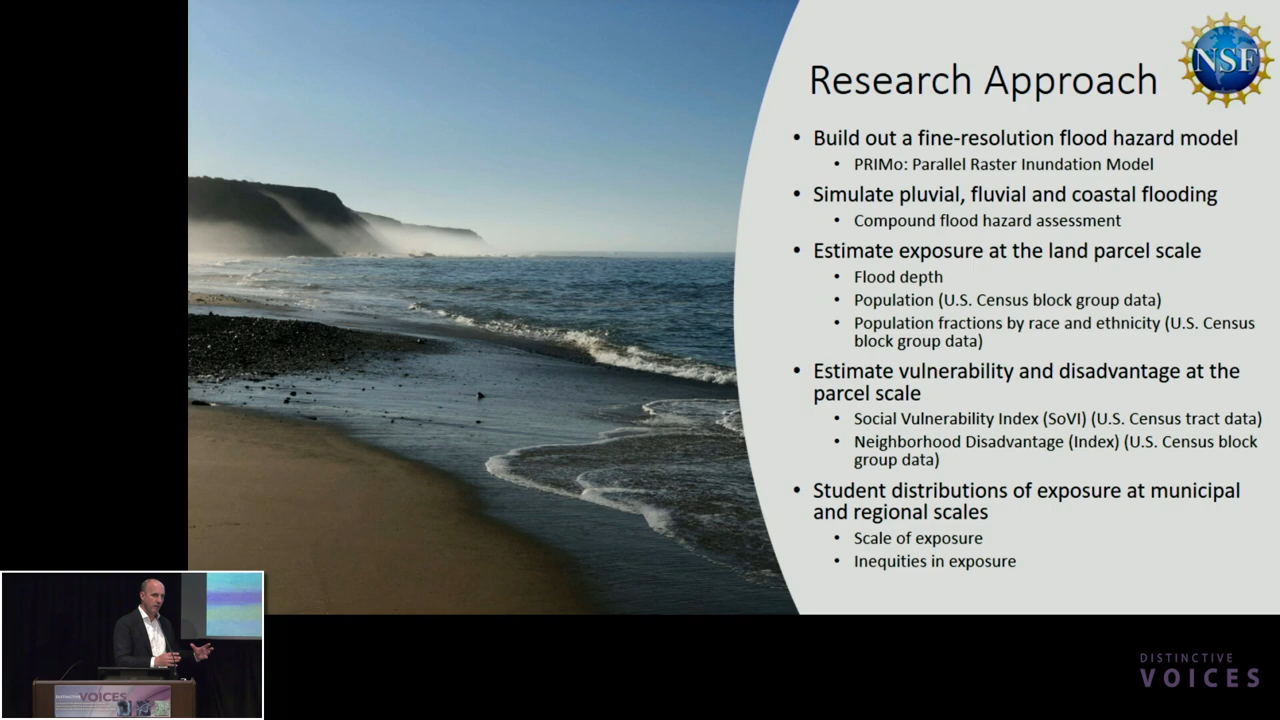 NSF
Research Approach
• Build out a fine-resolution flood hazard model
• PRIMo: Parallel Raster Inundation Model
• Simulate pluvial, fluvial and coastal flooding
• Compound flood hazard assessment
• Estimate exposure at the land parcel scale
• Flood depth
• Population (U.S. Census block group data)
• Population fractions by race and ethnicity (U.S. Census
block group data)
• Estimate vulnerability and disadvantage at the
parcel scale
• Social Vulnerability Index (SoVI) (U.S. Census tract data)
• Neighborhood Disadvantage (Index) (U.S. Census block
group data)
• Student distributions of exposure at municipal
and regional scales
• Scale of exposure
• Inequities in exposure
DISTINCTIVE VOICES
DISTINCTIVE
VOICES